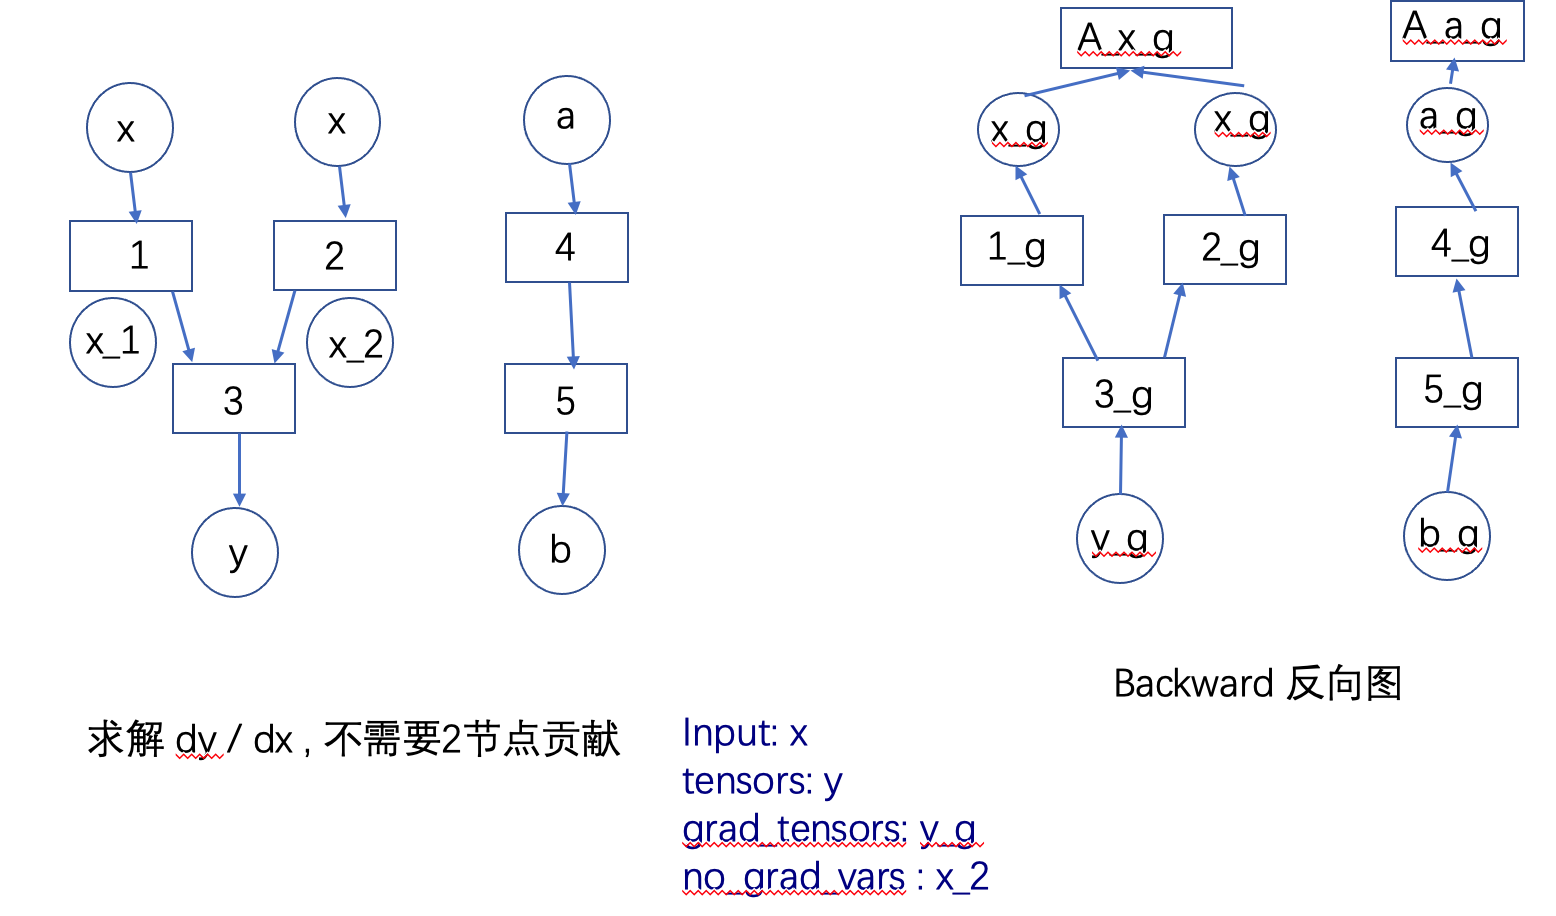 x
x
a
1
2
4
x_1
x_2
3
5
y
b
A_x_g
A_a_g
x_g
x_g
a_g
1_g
2_g
4_g
3_g
5_g
y_g
b_g
Backward 反向图
求解 dy / dx , 不需要2节点贡献
Input: x
tensors: y
grad_tensors: y_g
no_grad_vars : x_2